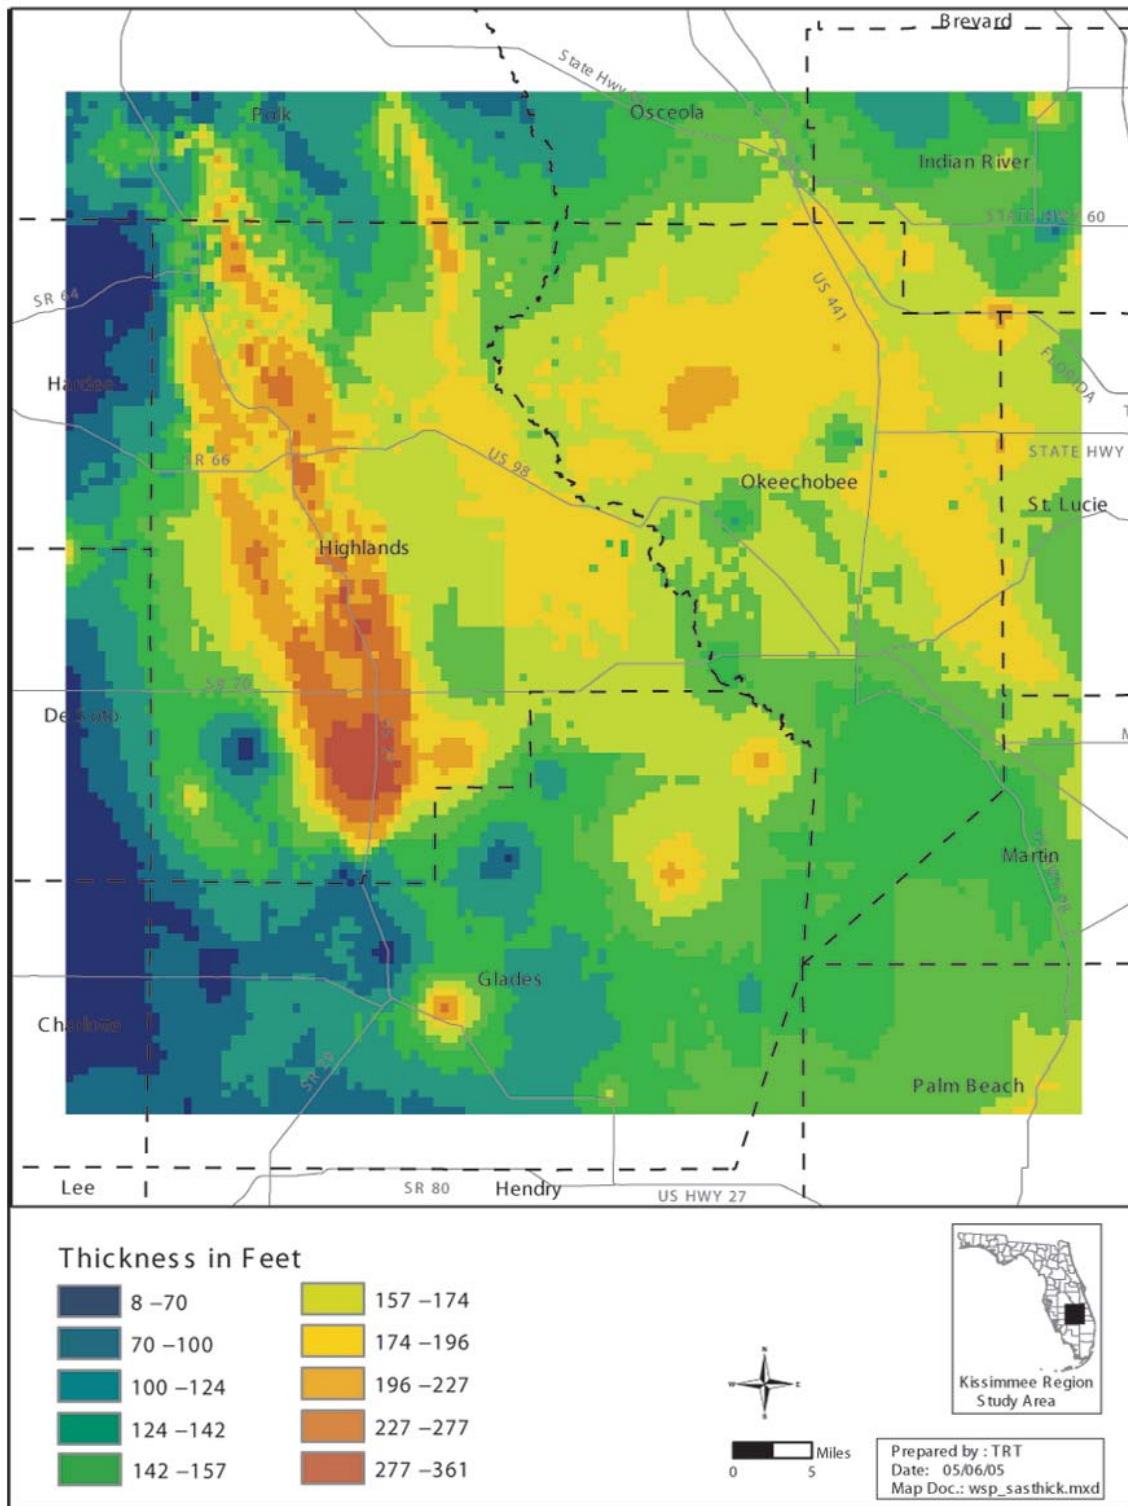 Brevard
State Hwy
Polk
Osceola
Indian River
STATE HWY 60
SR 64
US 441
FLORIDA
Hardee
STATE HWY
SR 66
US 98
Okeechobee
St. Lucie
Highlands
SR 70
De Soto
Martin
Glades
Charlotte
SR 29
Palm Beach
Lee
SR 80
Hendry
US HWY 27
Thickness in Feet
8 –70
70 –100
100 –124
124 –142
142 –157
157 –174
174 –196
196 –227
227 –277
277 –361
N
W
E
S
Miles
0 5
Kissimmee Region
Study Area
Prepared by : TRT
Date: 05/06/05
Map Doc.: wsp_sasthick.mxd